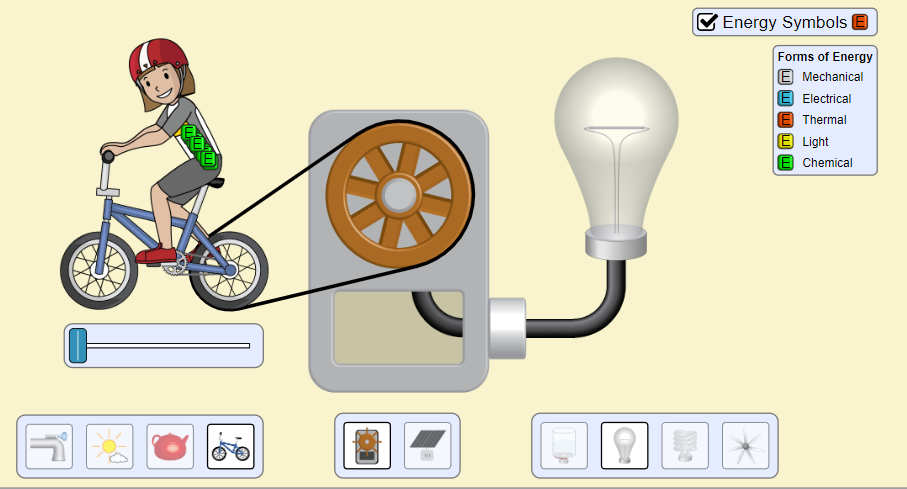 Energy Symbols E
Forms of Energy
E Mechanical
E Electrical
E Thermal
E Light
E Chemical
E
E
E
E